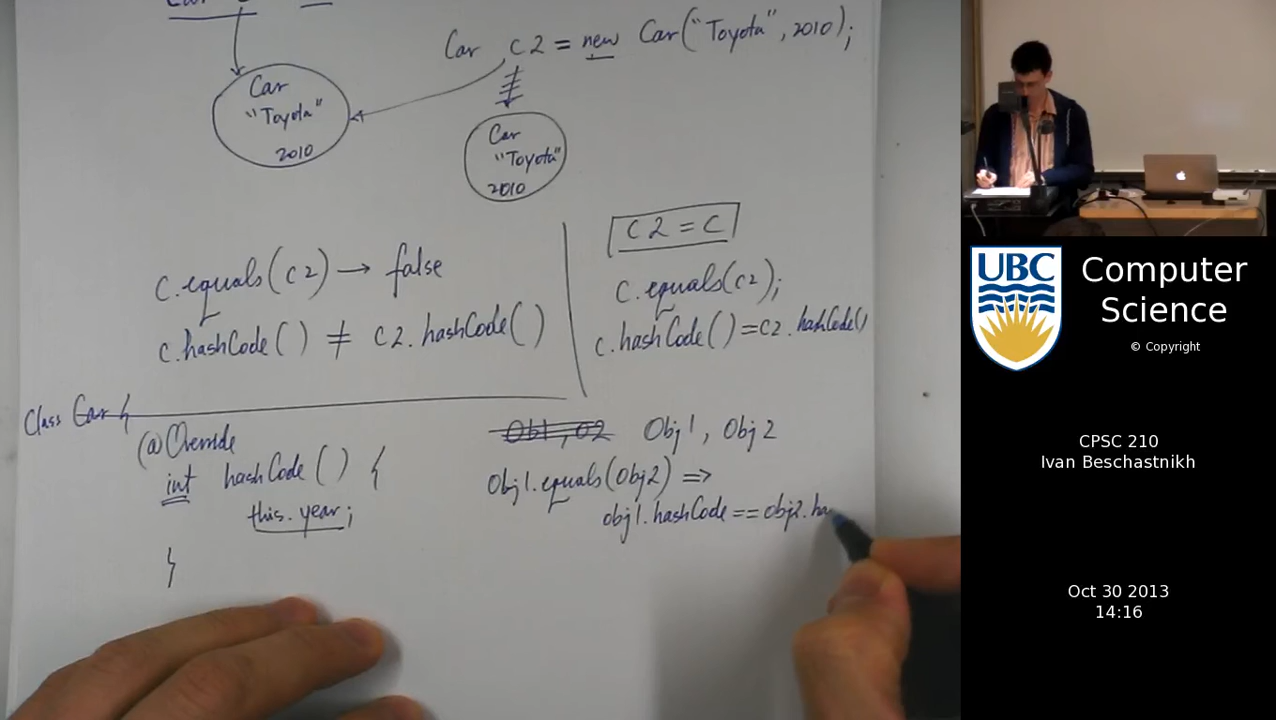 Car c2 = new Car("Toyota", 2010);
Car
"Toyota"
2010
Car
"Toyota"
2010
c2 = c
c.equals(c2) → false
c.hashCode() ≠ c2.hashCode()
c.equals(c2);
c.hashCode()=c2.hashCode()
Class Car {
@Override
int hashCode() {
this.year;
}
Ob1, o2 Obj1, Obj2
Obj1.equals(Obj2) =>
obj1.hashCode == obj2.ha
UBC
Computer
Science
© Copyright
CPSC 210
Ivan Beschastnikh
Oct 30 2013
14:16